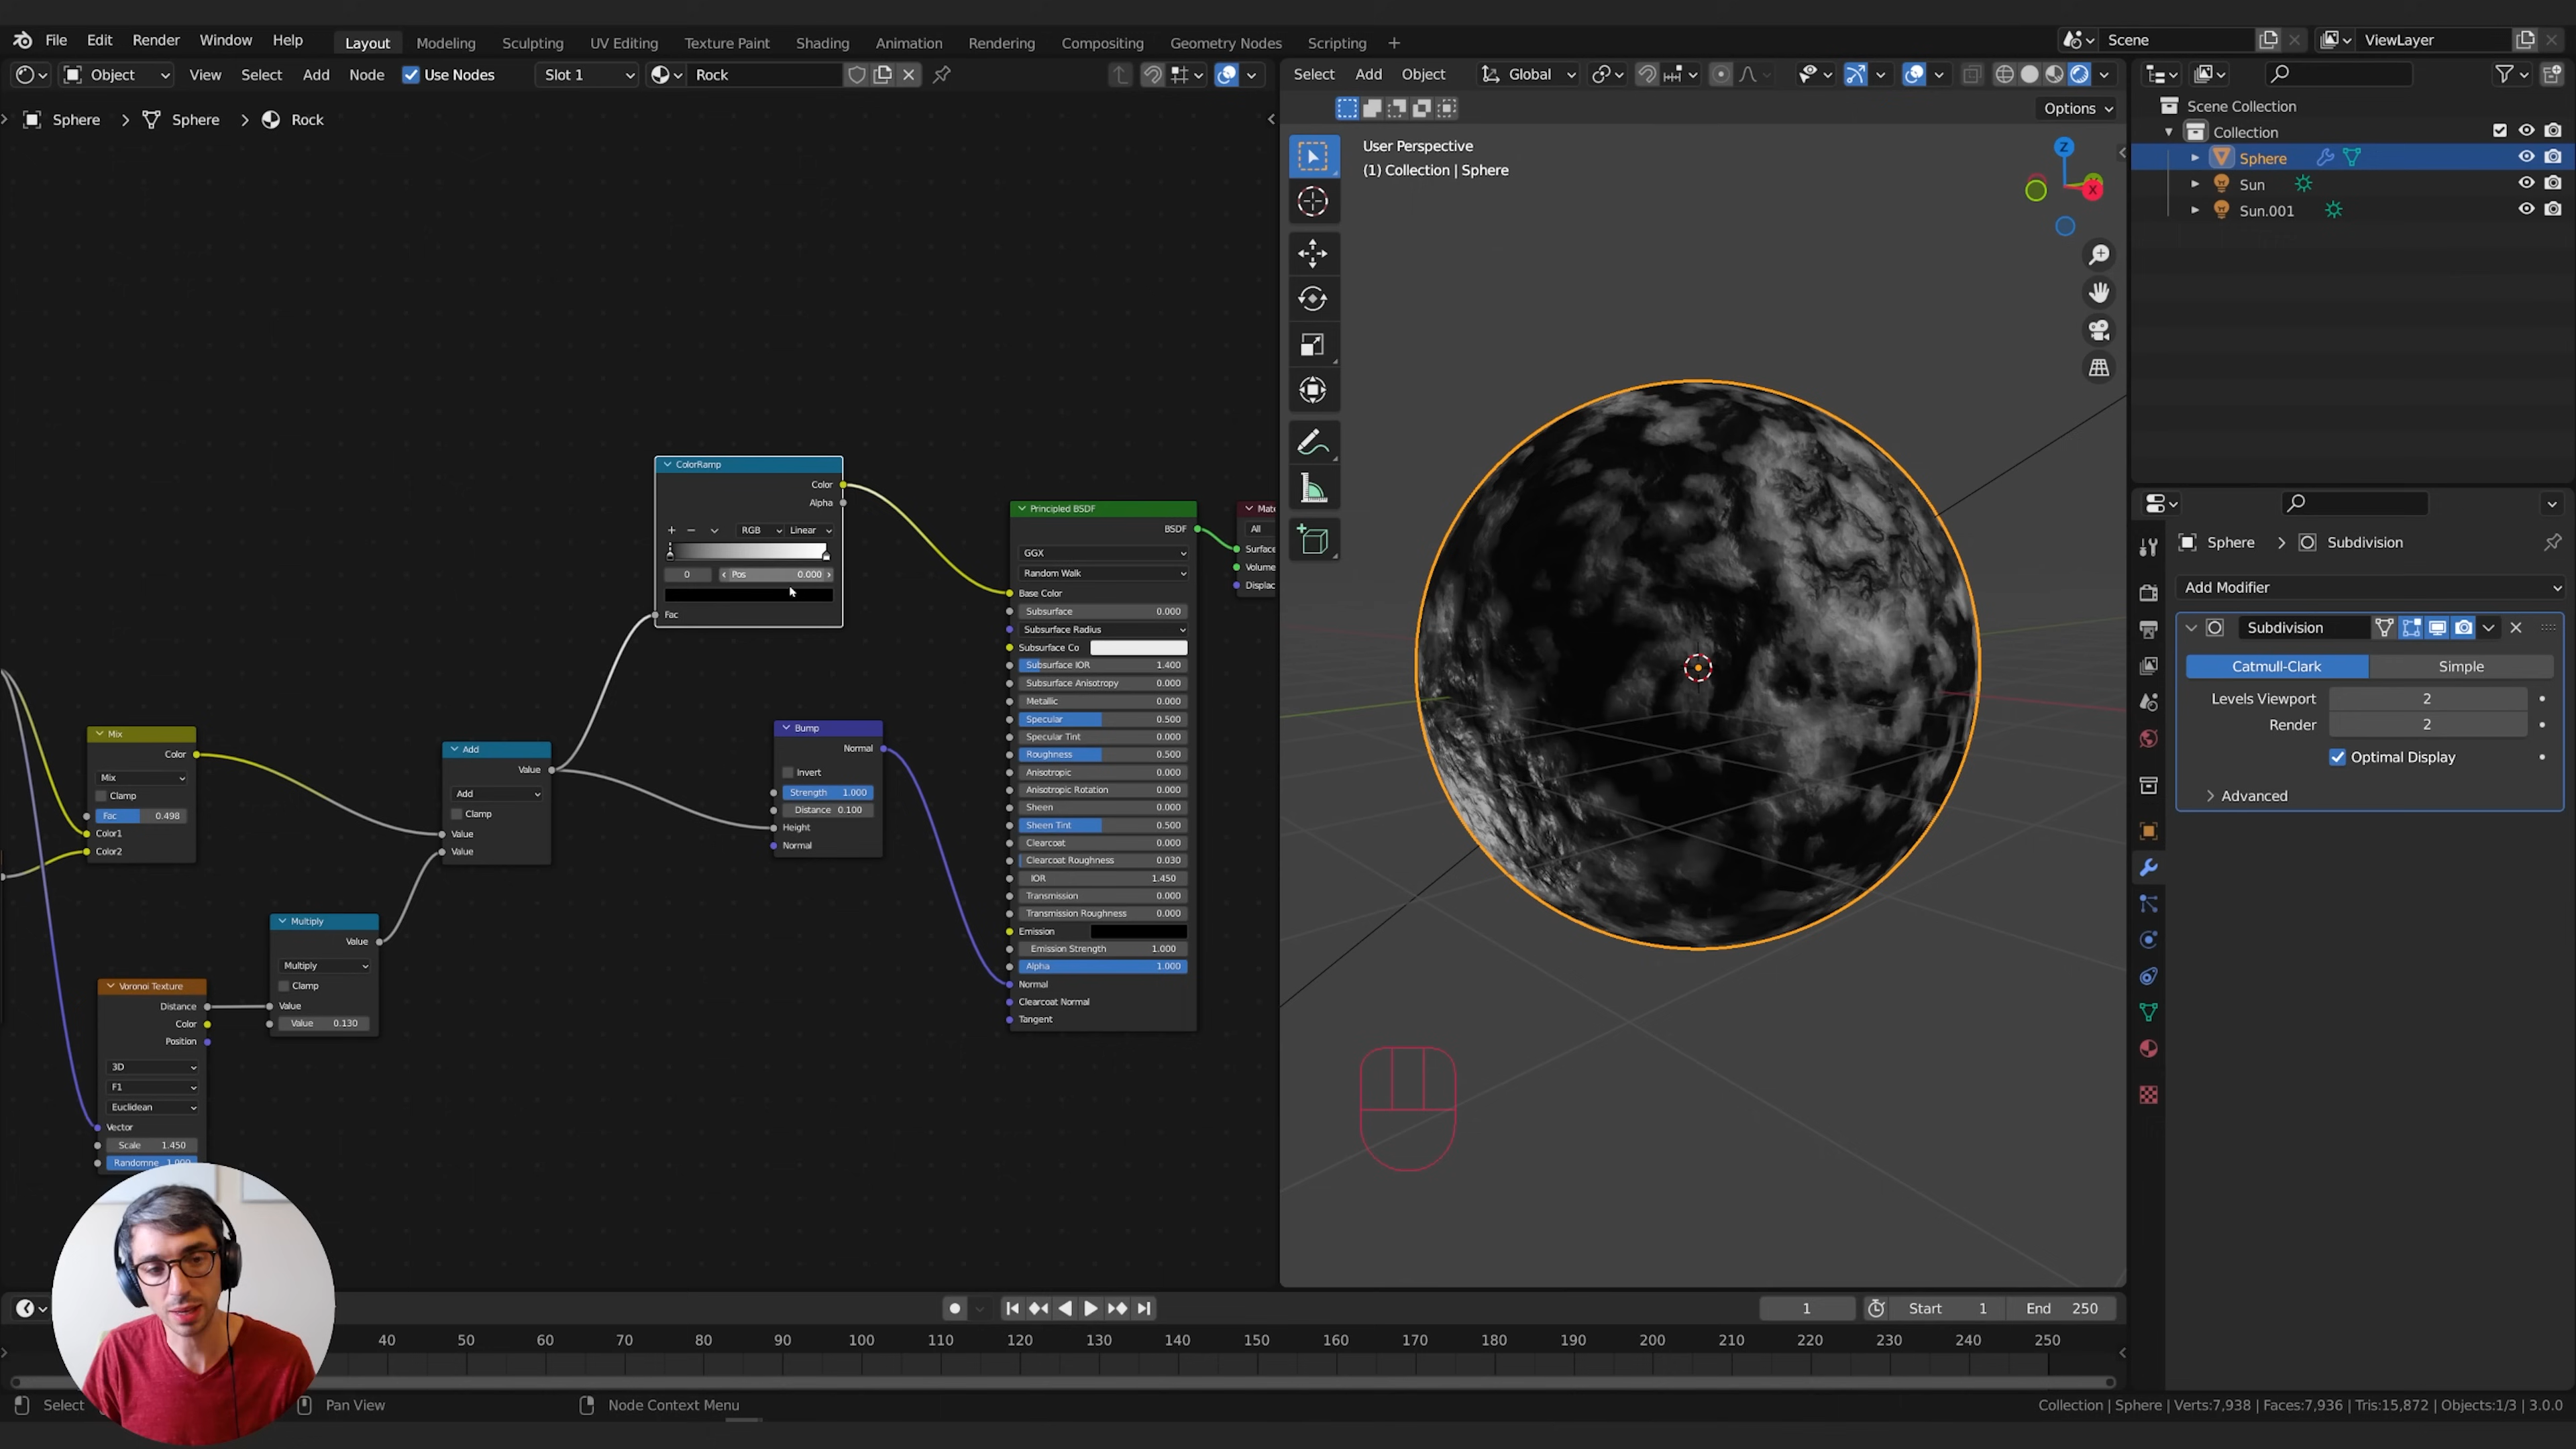 File Edit Render Window Help Layout Modeling Sculpting UV Editing Texture Paint Shading Animation Rendering Compositing Geometry Nodes Scripting + Scene ViewLayer
Object View Select Add Node Use Nodes Slot 1 Rock Select Add Object Global
Options
Sphere > Sphere > Rock
User Perspective
(1) Collection | Sphere
Z
X
Scene Collection
Collection
Sphere
Sun
Sun.001
ColorRamp
Color
Alpha
RGB Linear
0 Pos 0.000
Fac
Principled BSDF
BSDF
GGX
Random Walk
Base Color
Subsurface 0.000
Subsurface Radius
Subsurface Co
Subsurface IOR 1.400
Subsurface Anisotropy 0.000
Metallic 0.000
Specular 0.500
Specular Tint 0.000
Roughness 0.500
Anisotropic 0.000
Anisotropic Rotation 0.000
Sheen 0.000
Sheen Tint 0.500
Clearcoat 0.000
Clearcoat Roughness 0.030
IOR 1.450
Transmission 0.000
Transmission Roughness 0.000
Emission
Emission Strength 1.000
Alpha 1.000
Normal
Clearcoat Normal
Tangent
Mate
All
Surface
Volume
Displac
Mix
Color
Mix
Clamp
Fac 0.498
Color1
Color2
Add
Value
Add
Clamp
Value
Value
Bump
Normal
Invert
Strength 1.000
Distance 0.100
Height
Normal
Multiply
Value
Multiply
Clamp
Value
Value 0.130
Voronoi Texture
Distance
Color
Position
3D
F1
Euclidean
Vector
Scale 1.450
Randomne 1.000
Sphere > Subdivision
Add Modifier
Subdivision
Catmull-Clark Simple
Levels Viewport 2
Render 2
Optimal Display
Advanced
1 Start 1 End 250
40 50 60 70 80 90 100 110 120 130 140 150 160 170 180 190 200 210 220 230 240 250
Select Pan View Node Context Menu Collection | Sphere | Verts:7,938 | Faces:7,936 | Tris:15,872 | Objects:1/3 | 3.0.0